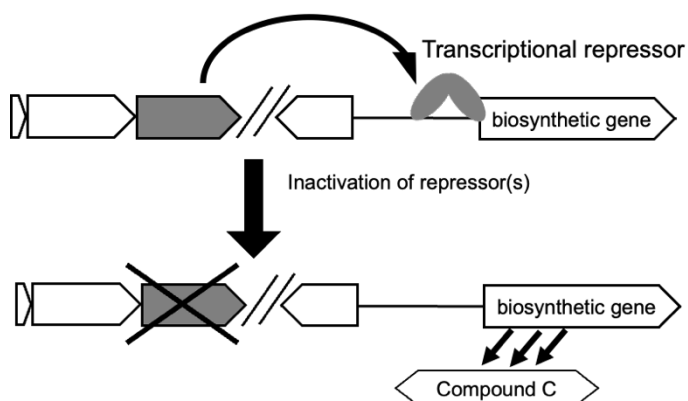 Transcriptional repressor
biosynthetic gene
Inactivation of repressor(s)
biosynthetic gene
Compound C